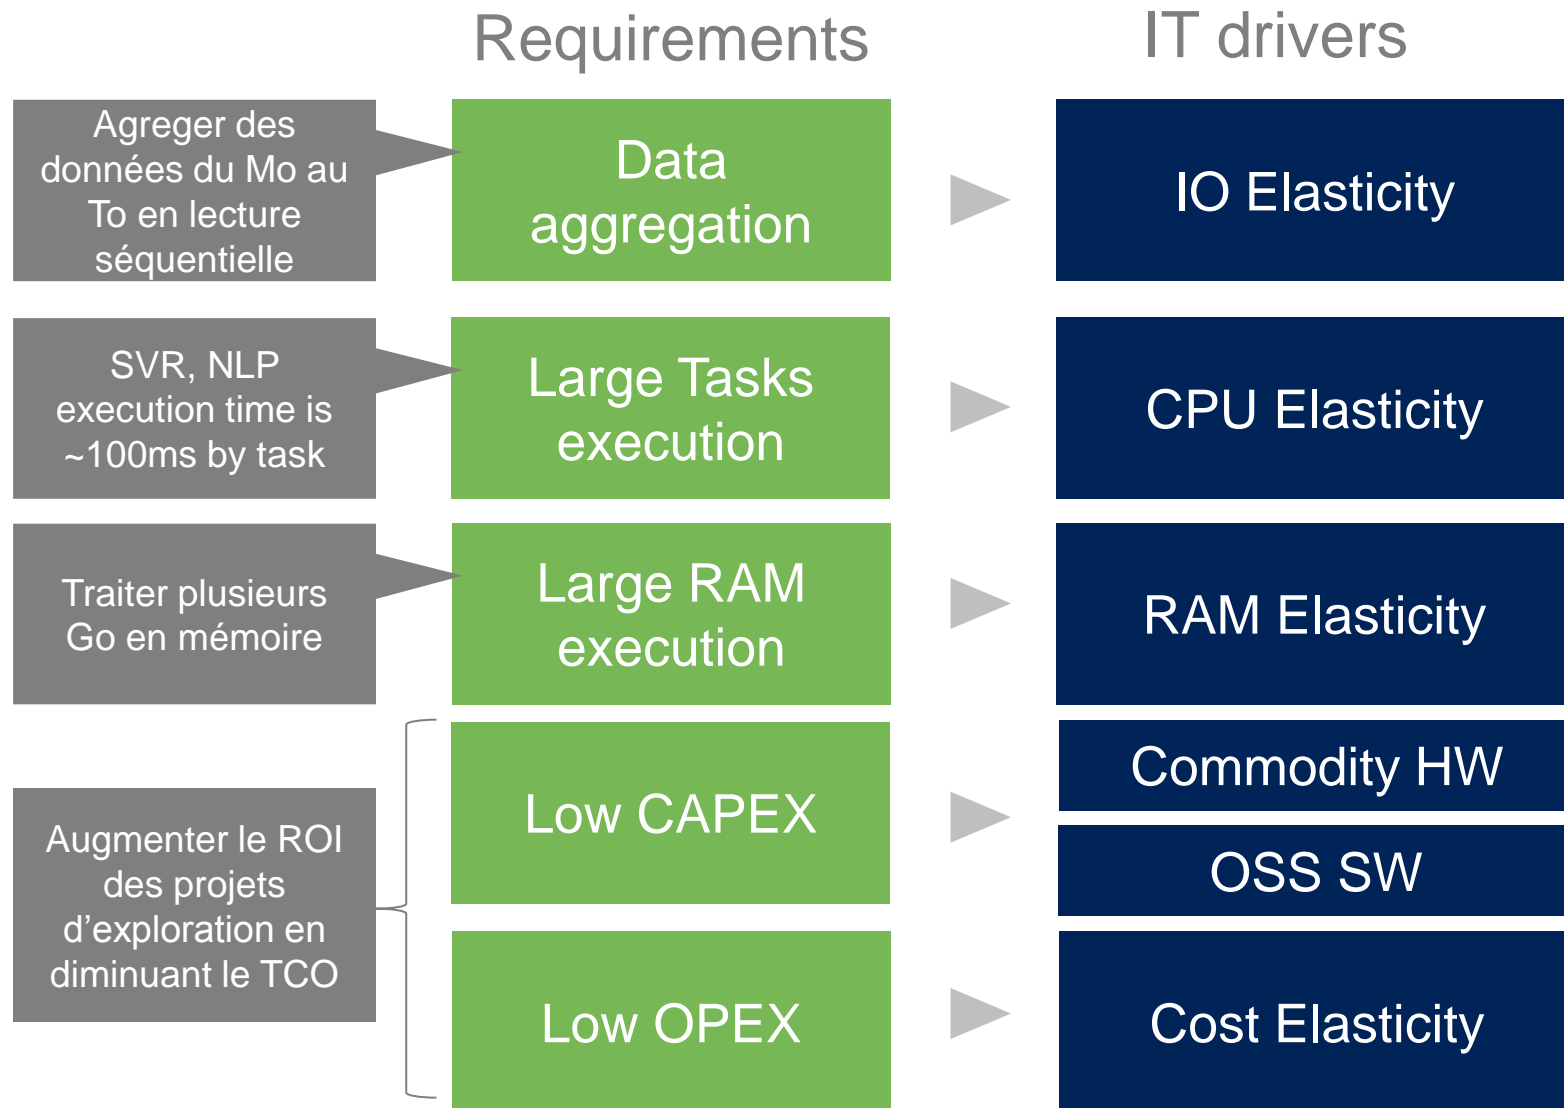 Requirements
IT drivers
Agreger des
données du Mo au
To en lecture
séquentielle
Data
aggregation
IO Elasticity
SVR, NLP
execution time is
~100ms by task
Large Tasks
execution
CPU Elasticity
Traiter plusieurs
Go en mémoire
Large RAM
execution
RAM Elasticity
Augmenter le ROI
des projets
d’exploration en
diminuant le TCO
Low CAPEX
Commodity HW
OSS SW
Low OPEX
Cost Elasticity